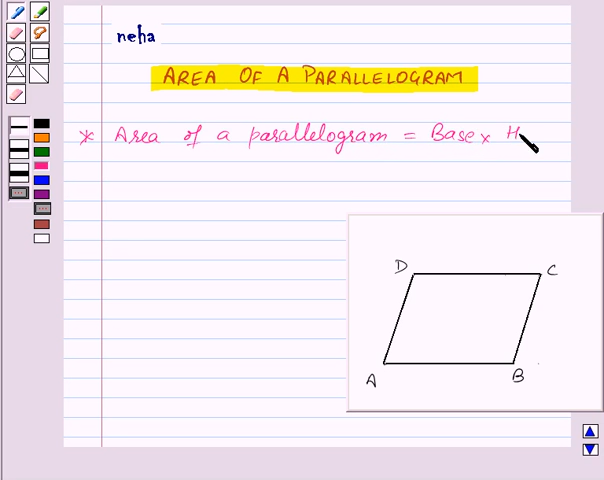 neha
AREA OF A PARALLELOGRAM
* Area of a parallelogram = Base × H
D
C
A
B